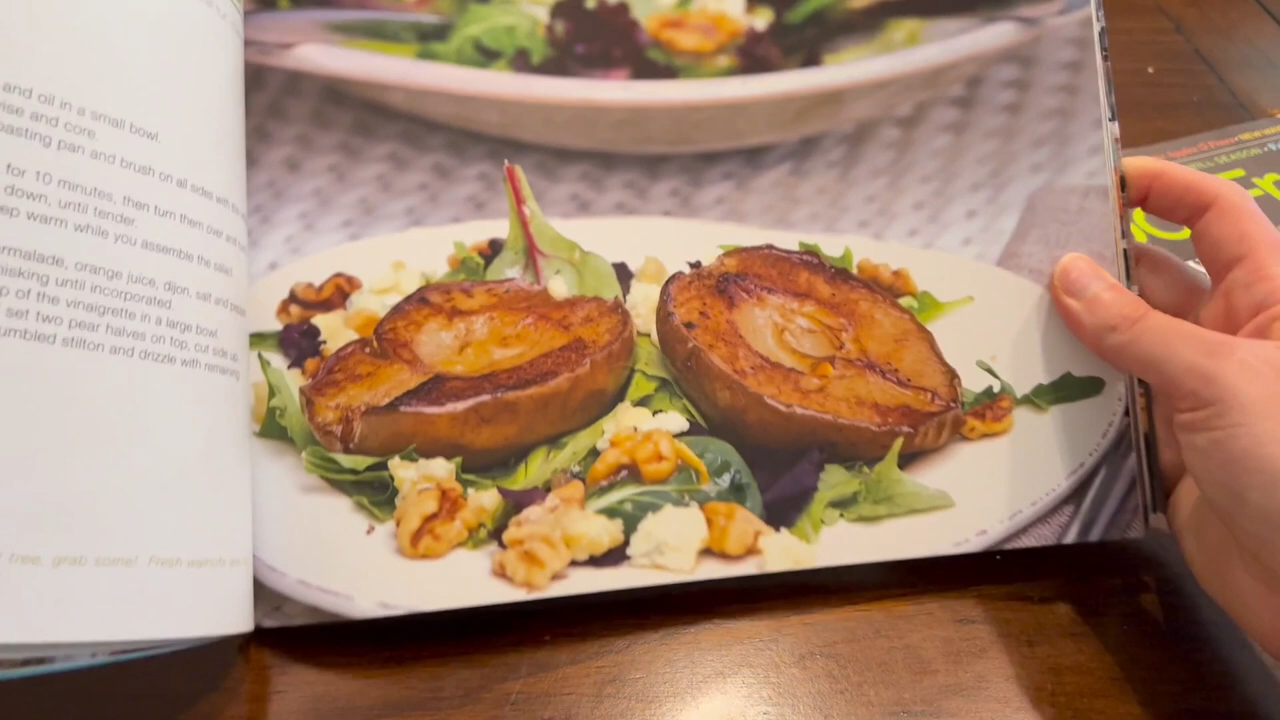 and oil in a small bowl.
wise and core.
oasting pan and brush on all sides with
for 10 minutes, then turn them over and
down, until tender.
ep warm while you assemble the salad.
rmalade, orange juice, dijon, salt and pepper
hisking until incorporated.
p of the vinaigrette in a large bowl.
set two pear halves on top, cut side up.
umbled stilton and drizzle with remaining
tree, grab some! Fresh walnuts
SEASON